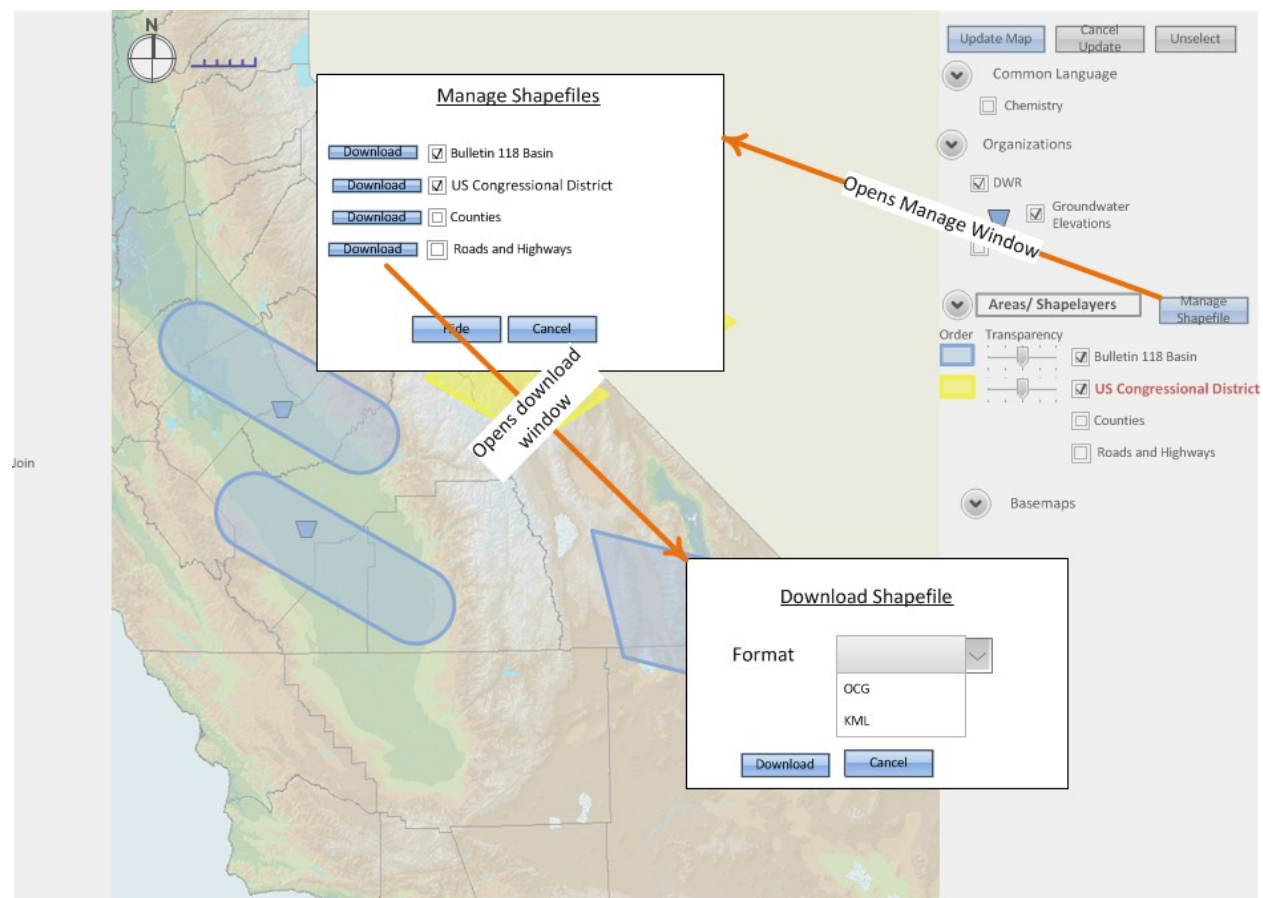 N
Update Map
Cancel
Update
Unselect
Common Language
Chemistry
Organizations
DWR
Groundwater
Elevations
Manage Shapefiles
Download Bulletin 118 Basin
Download US Congressional District
Download Counties
Download Roads and Highways
Hide Cancel
Opens Manage Window
Areas/ Shapelayers
Manage
Shapefile
Order Transparency
Bulletin 118 Basin
US Congressional District
Counties
Roads and Highways
Basemaps
Opens download
window
Join
Download Shapefile
Format
OCG
KML
Download Cancel